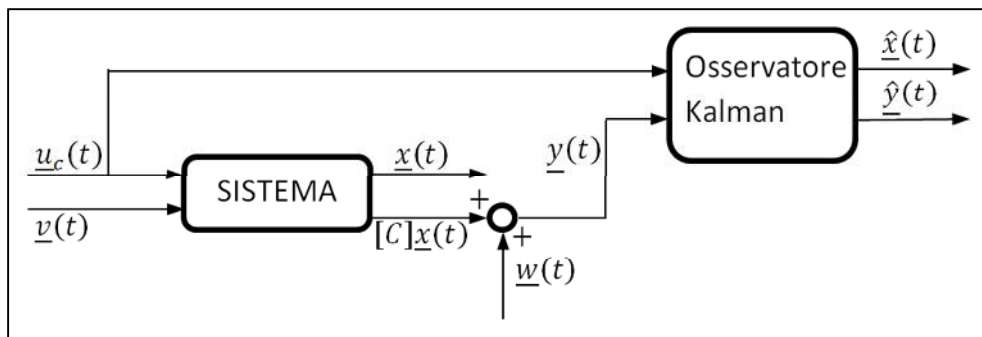 Osservatore
Kalman
x̂(t)
ŷ(t)
u_c(t)
v(t)
SISTEMA
x(t)
[C]x(t)
+
+
y(t)
w(t)